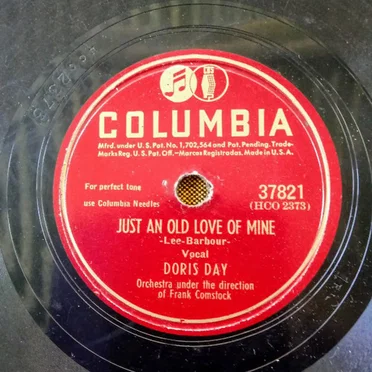 COLUMBIA
Mfrd. under U. S. Pat. No. 1,702,564 and Pat. Pending. Trade-
Marks Reg. U. S. Pat. Off.—Marcas Registradas. Made in U. S. A.
For perfect tone
use Columbia Needles
37821
(HCO 2373)
JUST AN OLD LOVE OF MINE
-Lee-Barbour-
Vocal
DORIS DAY
Orchestra under the direction
of Frank Comstock